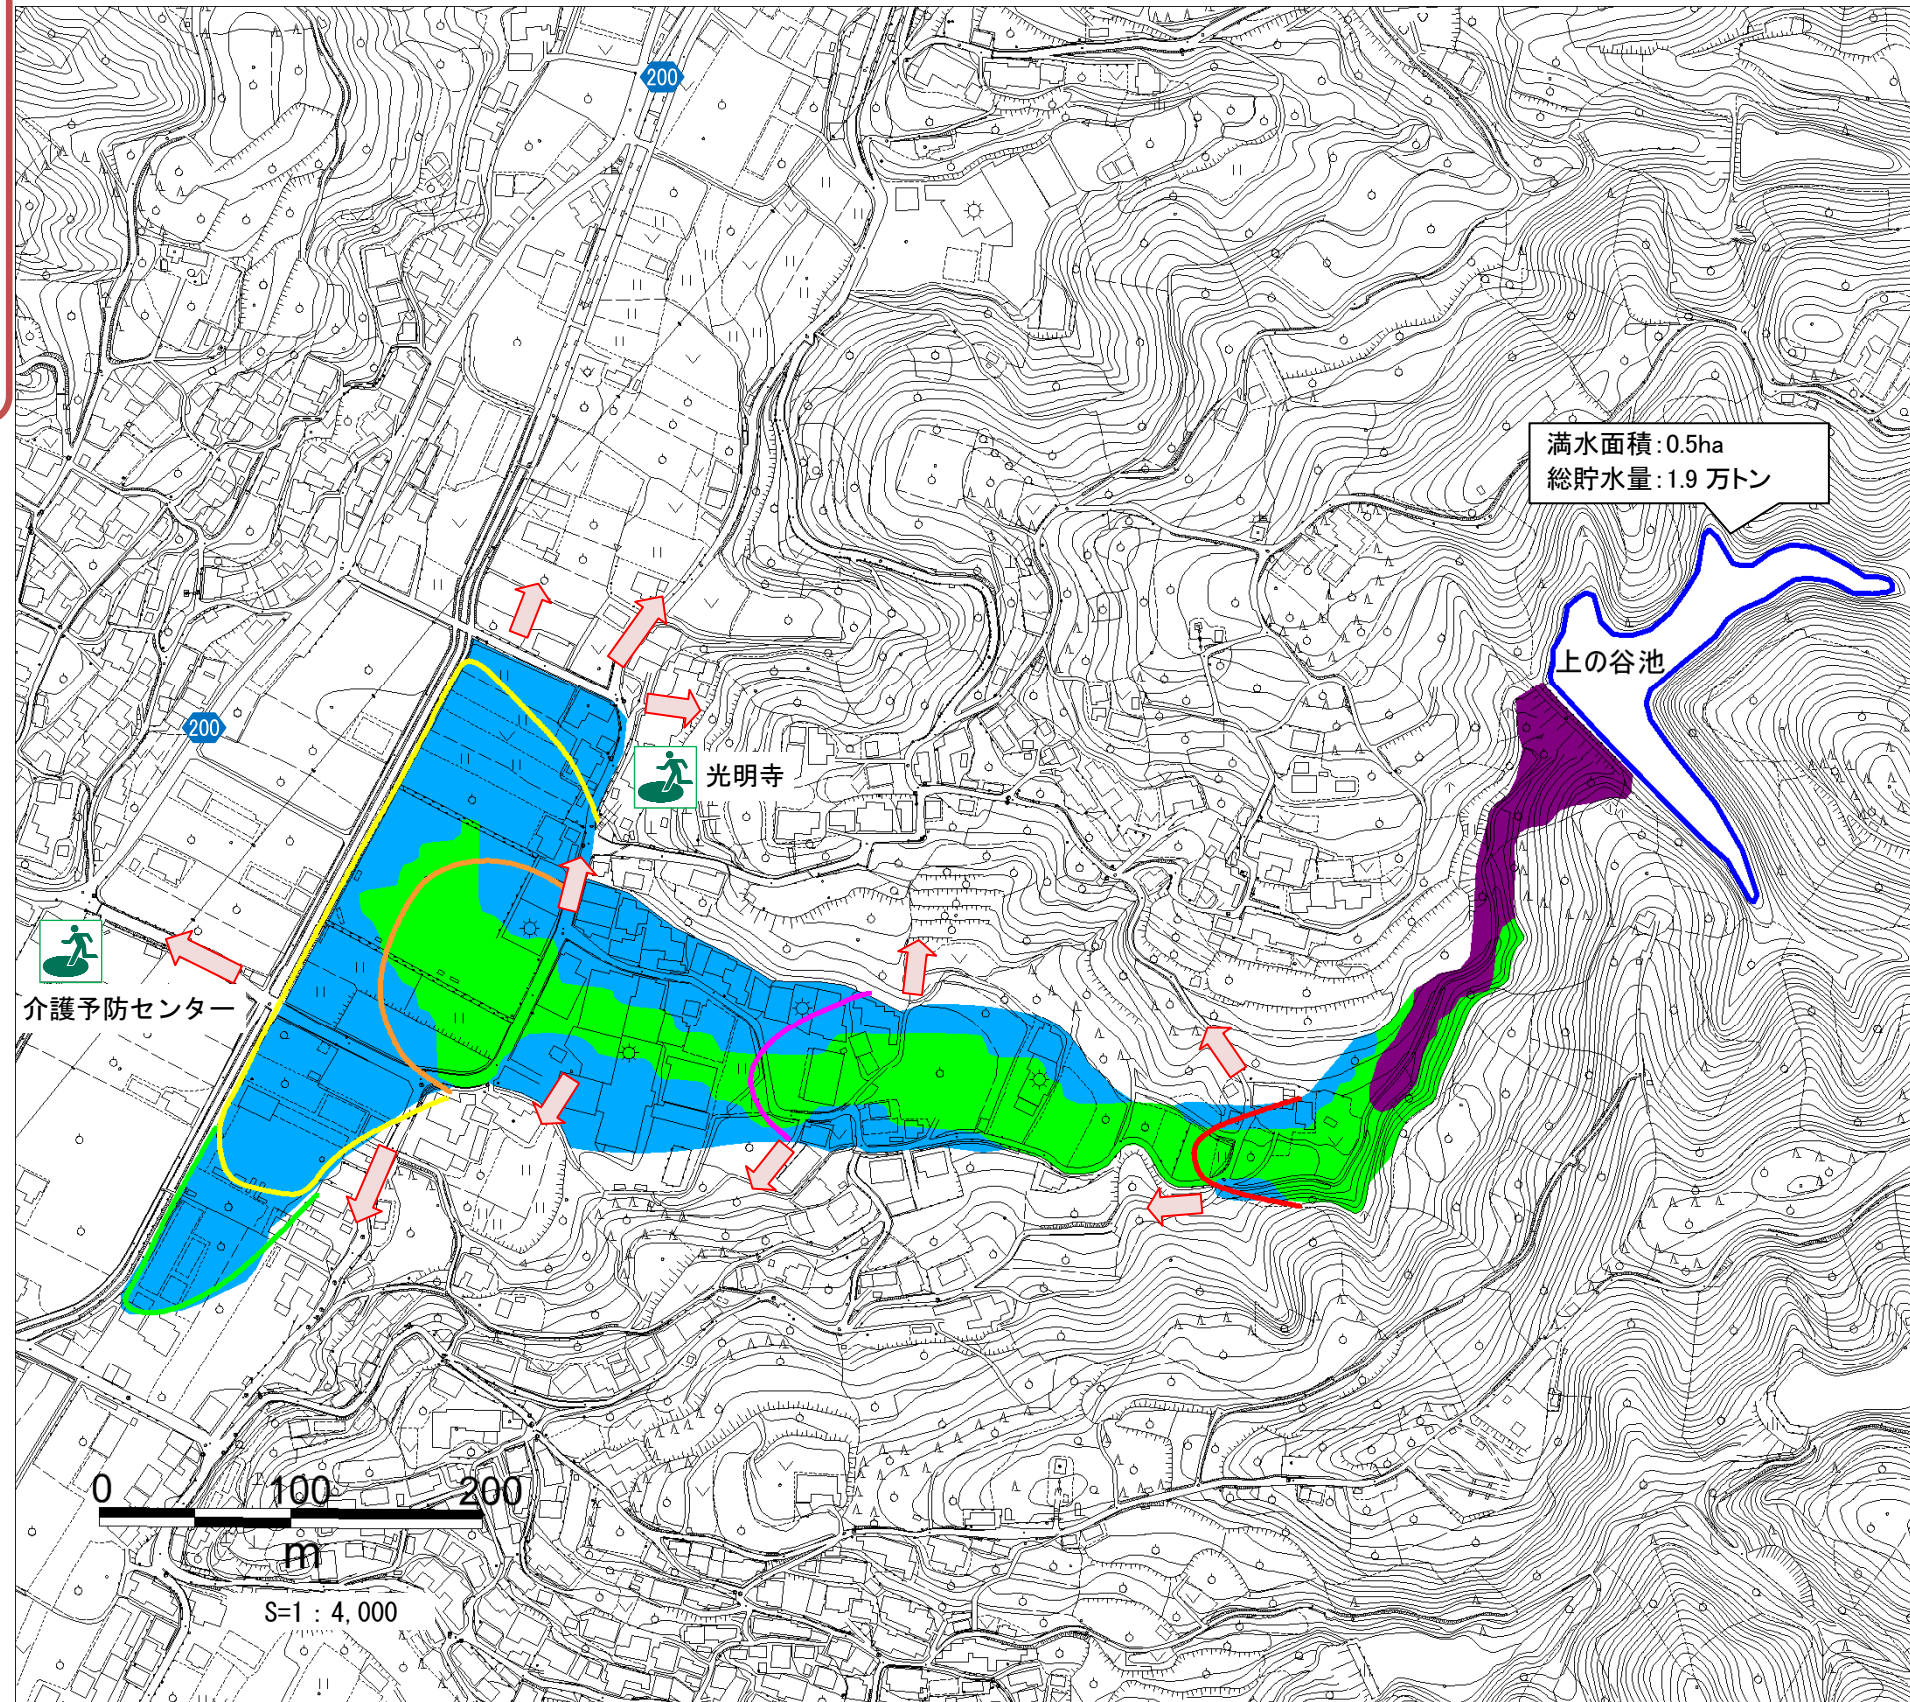 200
満水面積:0.5ha
総貯水量:1.9 万トン
上の谷池
200
光明寺
介護予防センター
0 100 200
m
S=1:4,000